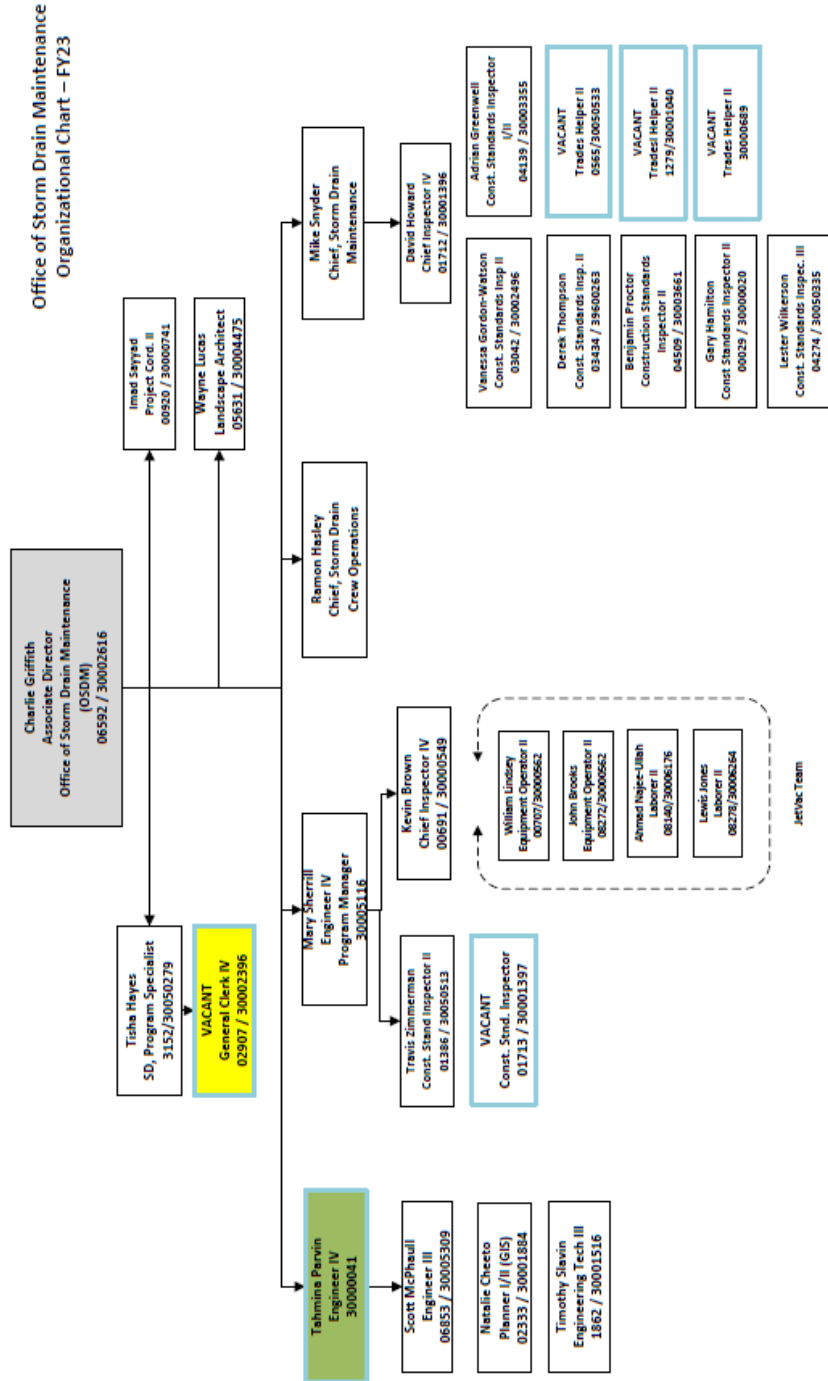 Office of Storm Drain Maintenance
Organizational Chart – FY23
Charlie Griffith
Associate Director
Office of Storm Drain Maintenance
(OSDM)
06592 / 30002616
Tisha Hayes
SD, Program Specialist
3152/30050279
VACANT
General Clerk IV
02907 / 30002396
Imad Sayyad
Project Cord. II
00920 / 30000741
Wayne Lucas
Landscape Architect
05631 / 30004475
Tahmina Parvin
Engineer IV
30000041
Scott McPhaull
Engineer III
06853 / 30005309
Natalie Cheeto
Planner I/II (GIS)
02333 / 30001884
Timothy Slavin
Engineering Tech III
1862 / 30001516
Mary Sherrill
Engineer IV
Program Manager
30005116
Travis Zimmerman
Const. Stand Inspector II
01386 / 30050513
VACANT
Const. Stnd. Inspector
01713 / 30001397
Kevin Brown
Chief Inspector IV
00691 / 30000549
William Lindsey
Equipment Operator II
00707/30000562
John Brooks
Equipment Operator II
08272/30000562
Ahmad Najee-Ullah
Laborer II
08140/30006176
Lewis Jones
Laborer II
08278/30006264
JetVac Team
Ramon Hasley
Chief, Storm Drain
Crew Operations
Mike Snyder
Chief, Storm Drain
Maintenance
David Howard
Chief Inspector IV
01712 / 30001396
Vanessa Gordon-Watson
Const. Standards Insp II
03042 / 30002496
Derek Thompson
Const. Standards Insp. II
03434 / 39600263
Benjamin Proctor
Construction Standards
Inspector II
04509 / 30003661
Gary Hamilton
Const Standards Inspector II
00029 / 30000020
Lester Wilkerson
Const. Standards Inspec. III
04274 / 30050335
Adrian Greenwell
Const. Standards Inspector
I/II
04139 / 30003355
VACANT
Trades Helper II
0565/30050533
VACANT
Tradesl Helper II
1279/30001040
VACANT
Trades Helper II
30000689